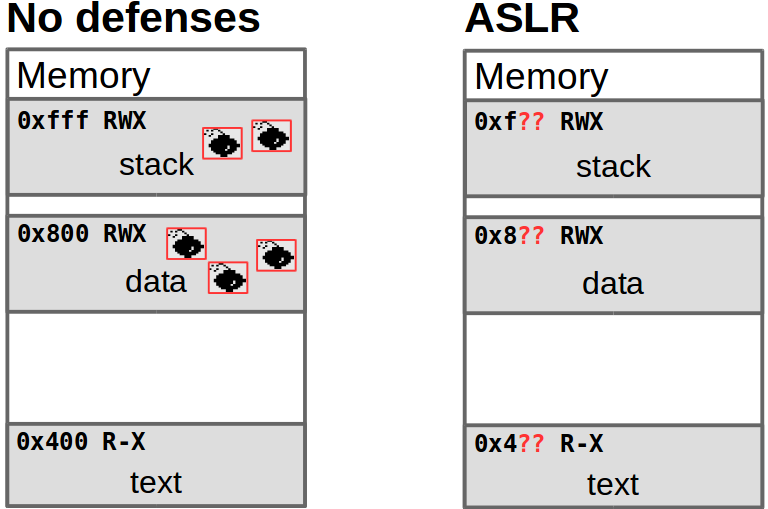 No defenses
Memory
0xfff RWX
stack
0x800 RWX
data
0x400 R-X
text
ASLR
Memory
0xf?? RWX
stack
0x8?? RWX
data
0x4?? R-X
text